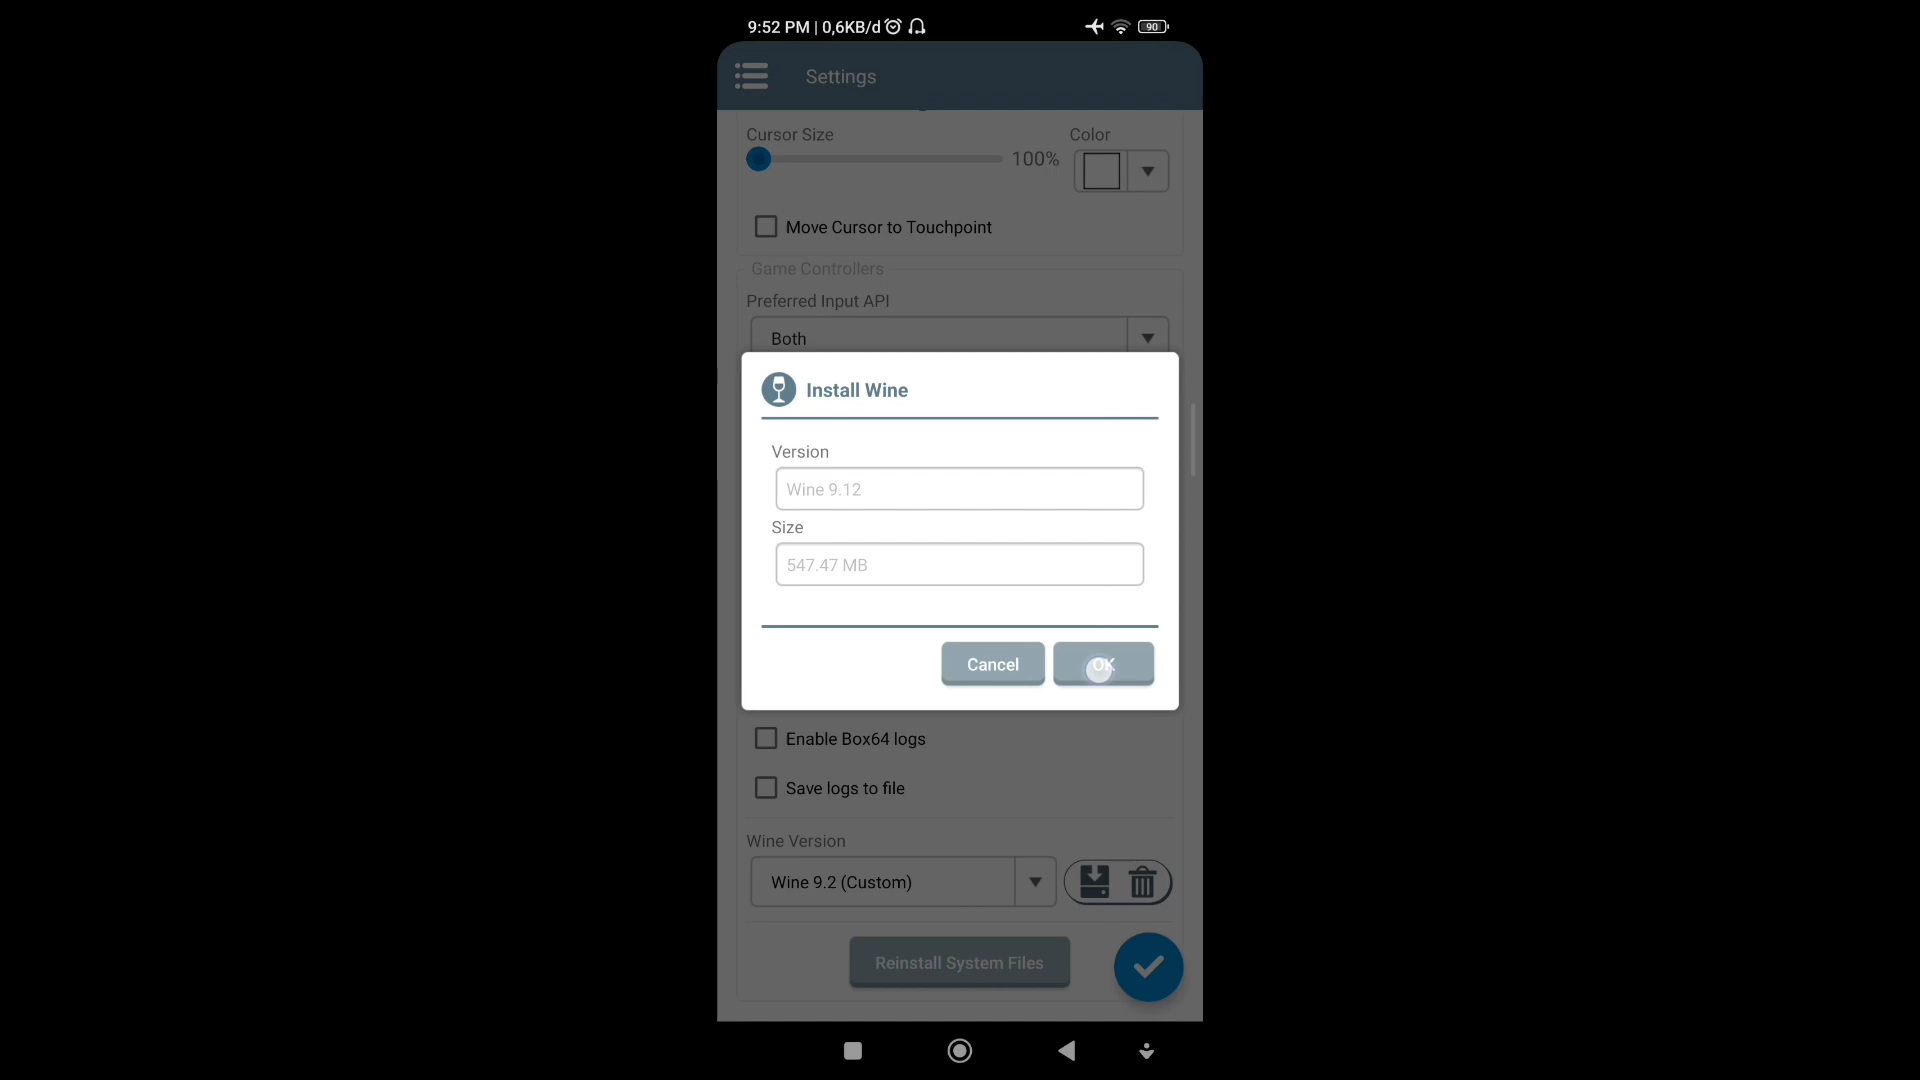 9:52 PM | 0,6KB/d
90
Settings
Cursor Size
Color
100%
Move Cursor to Touchpoint
Game Controllers
Preferred Input API
Both
Install Wine
Version
Wine 9.12
Size
547.47 MB
Cancel
OK
Enable Box64 logs
Save logs to file
Wine Version
Wine 9.2 (Custom)
Reinstall System Files